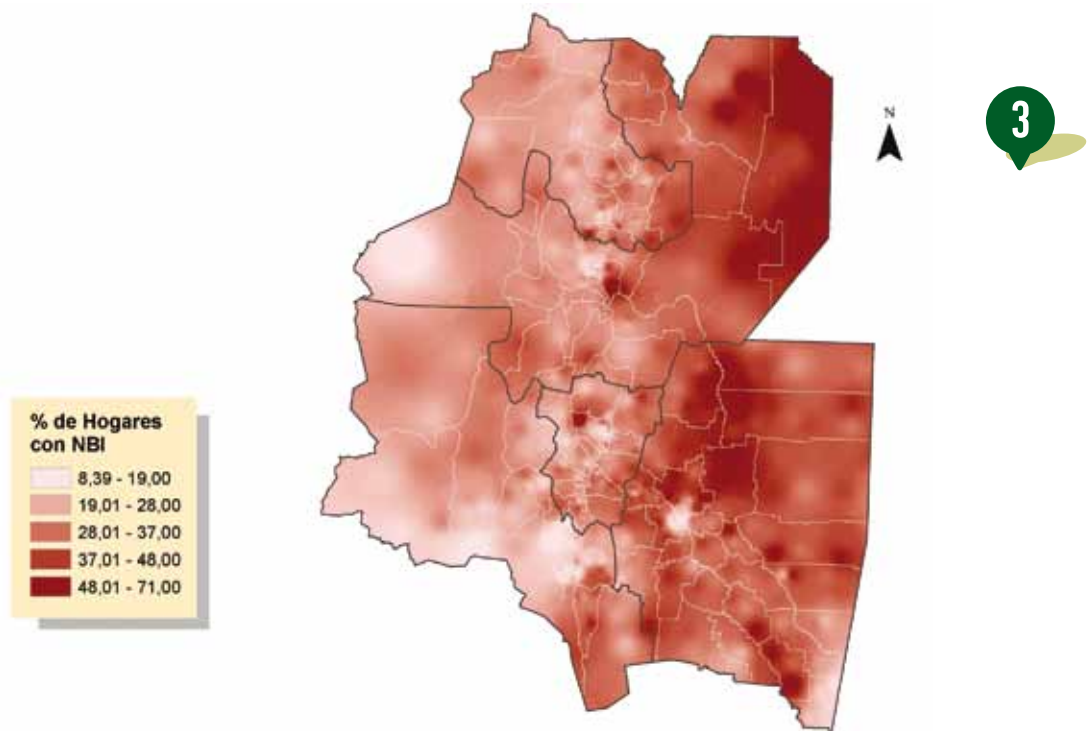 N
3
% de Hogares
con NBI
8,39 - 19,00
19,01 - 28,00
28,01 - 37,00
37,01 - 48,00
48,01 - 71,00